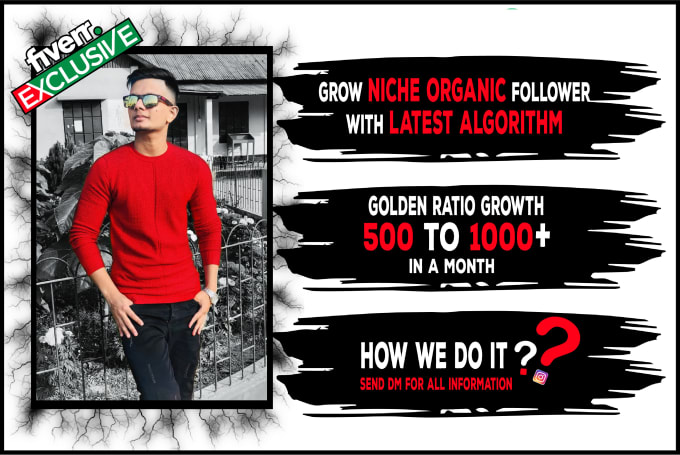 fiverr.
EXCLUSIVE
GROW NICHE ORGANIC FOLLOWER
WITH LATEST ALGORITHM
GOLDEN RATIO GROWTH
500 TO 1000+
IN A MONTH
HOW WE DO IT ??
SEND DM FOR ALL INFORMATION